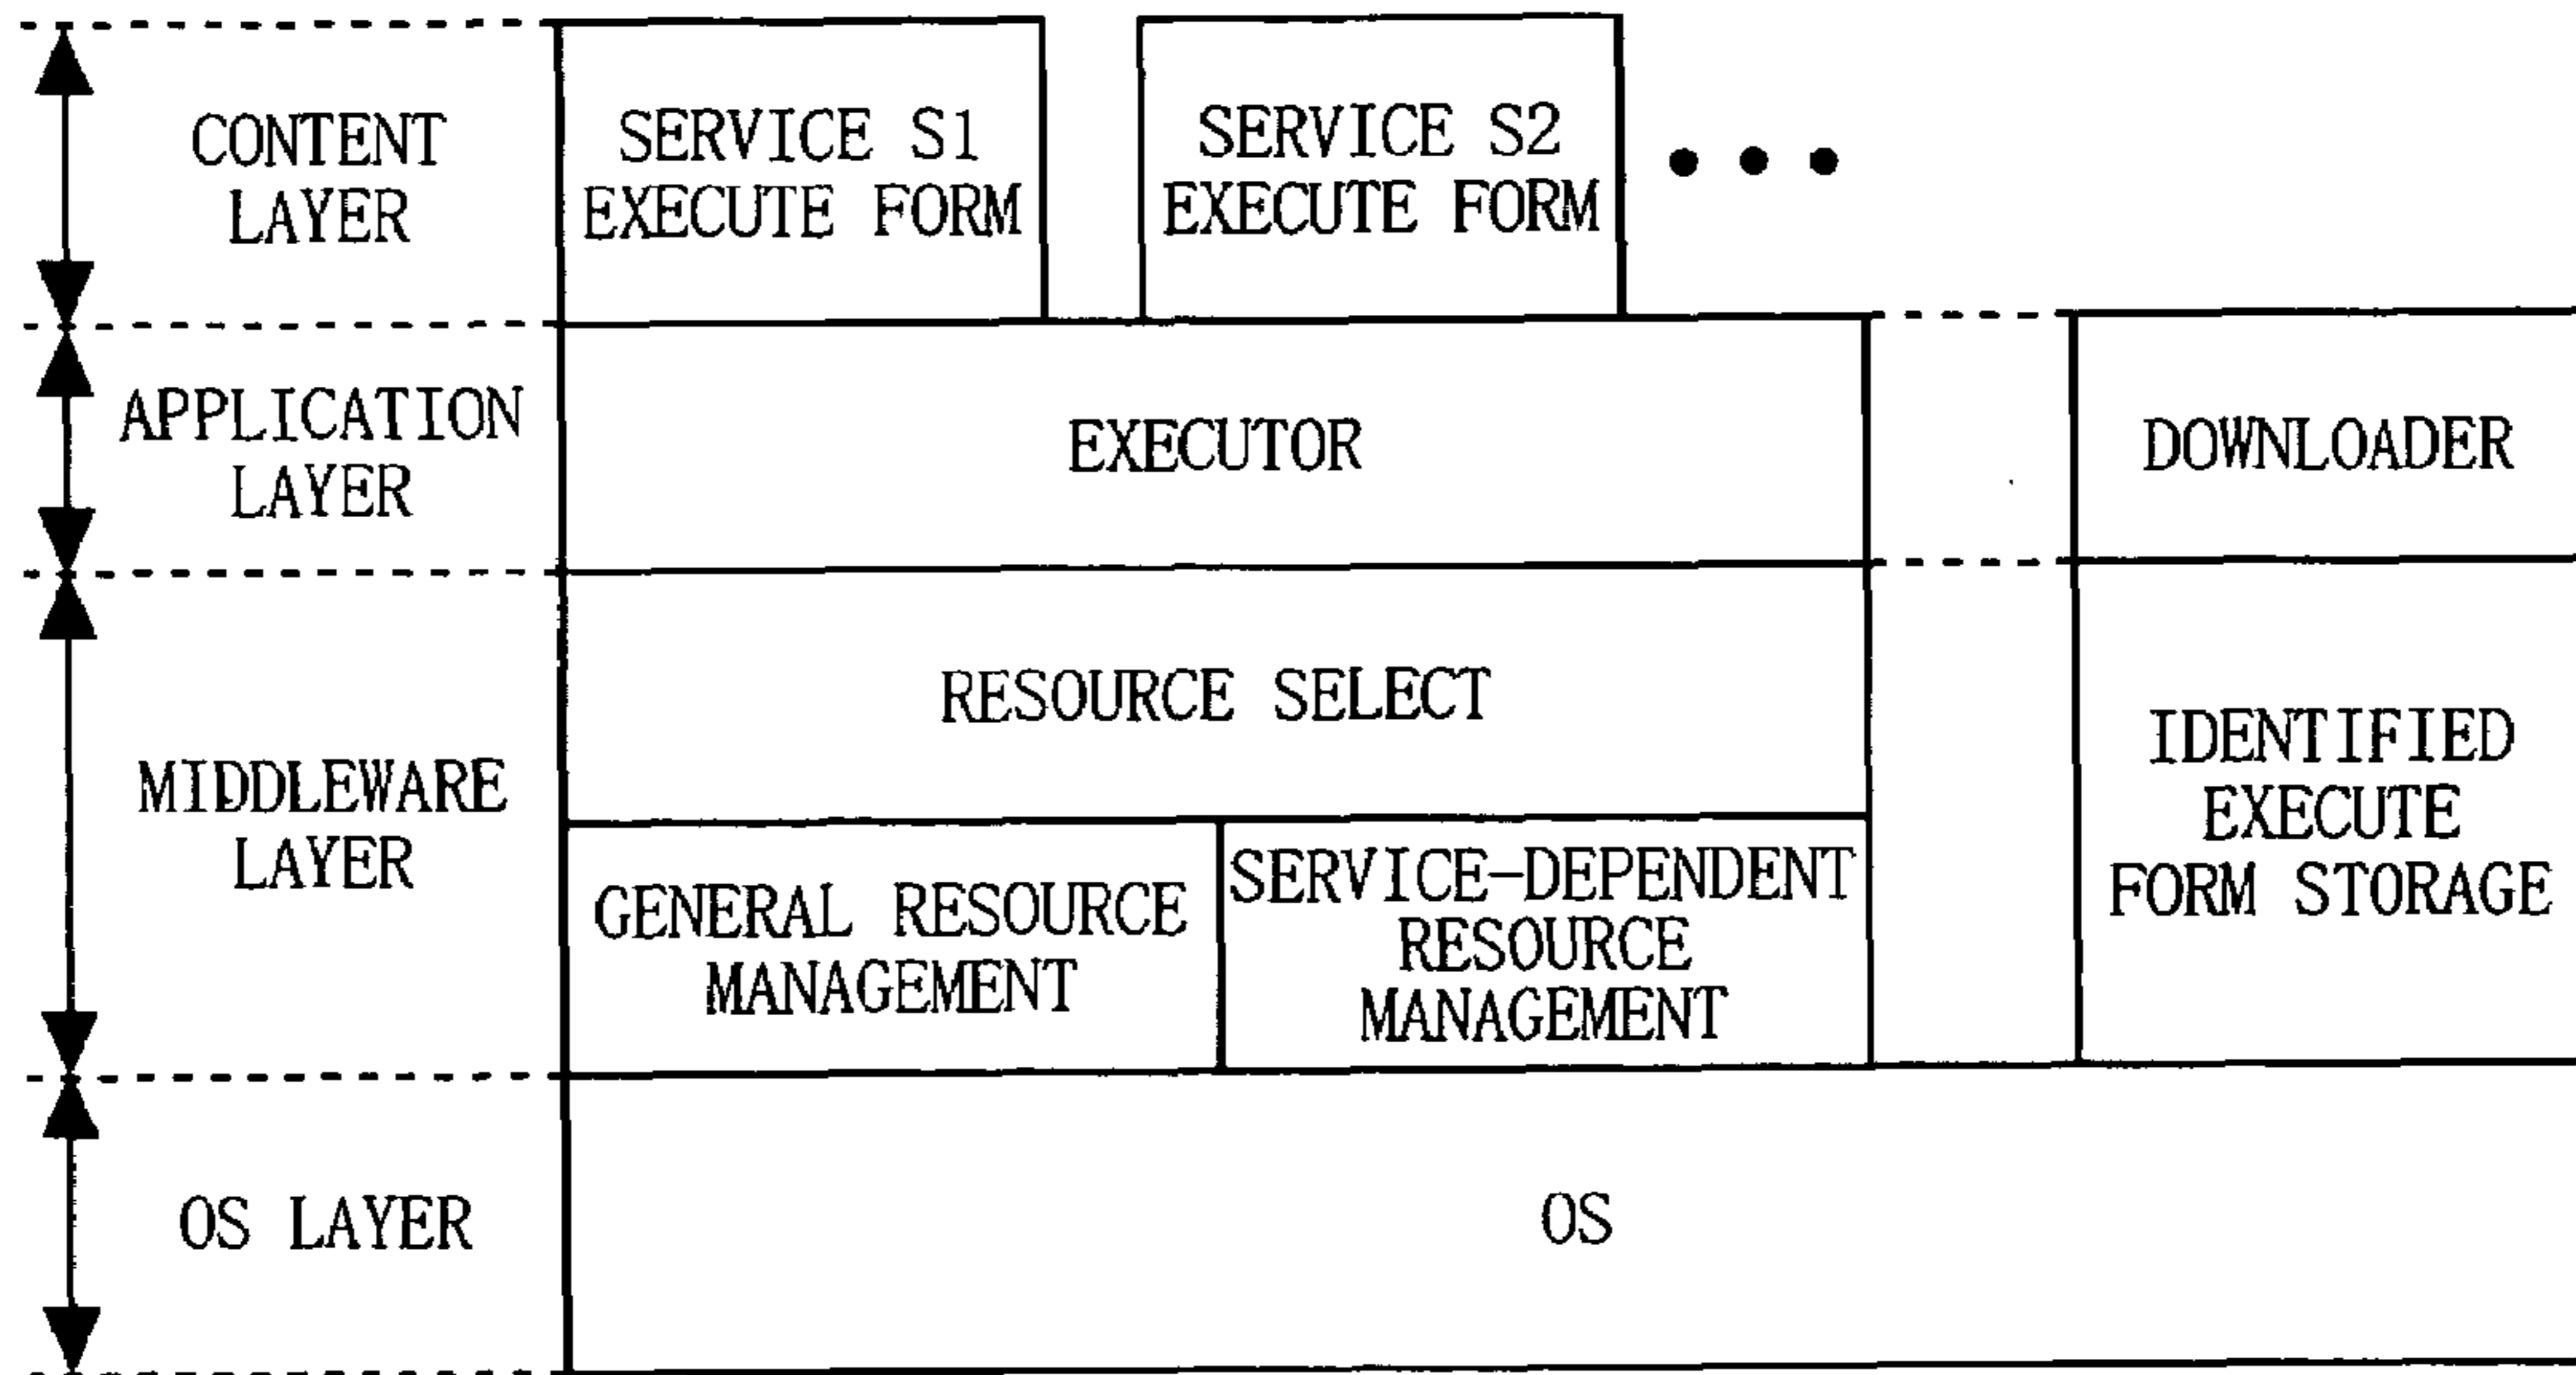 CONTENT
LAYER
SERVICE S1
EXECUTE FORM
SERVICE S2
EXECUTE FORM
APPLICATION
LAYER
EXECUTOR
DOWNLOADER
MIDDLEWARE
LAYER
RESOURCE SELECT
GENERAL RESOURCE
MANAGEMENT
SERVICE-DEPENDENT
RESOURCE
MANAGEMENT
IDENTIFIED
EXECUTE
FORM STORAGE
OS LAYER
OS